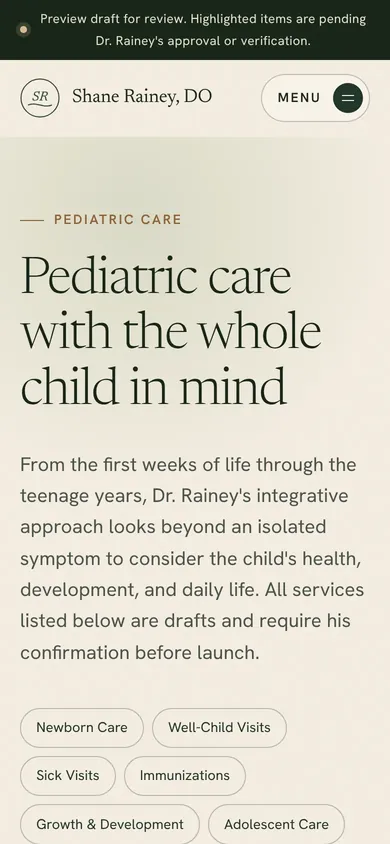 Preview draft for review. Highlighted items are pending
Dr. Rainey's approval or verification.
SR
Shane Rainey, DO
MENU
PEDIATRIC CARE
Pediatric care
with the whole
child in mind
From the first weeks of life through the
teenage years, Dr. Rainey's integrative
approach looks beyond an isolated
symptom to consider the child's health,
development, and daily life. All services
listed below are drafts and require his
confirmation before launch.
Newborn Care
Well-Child Visits
Sick Visits
Immunizations
Growth & Development
Adolescent Care